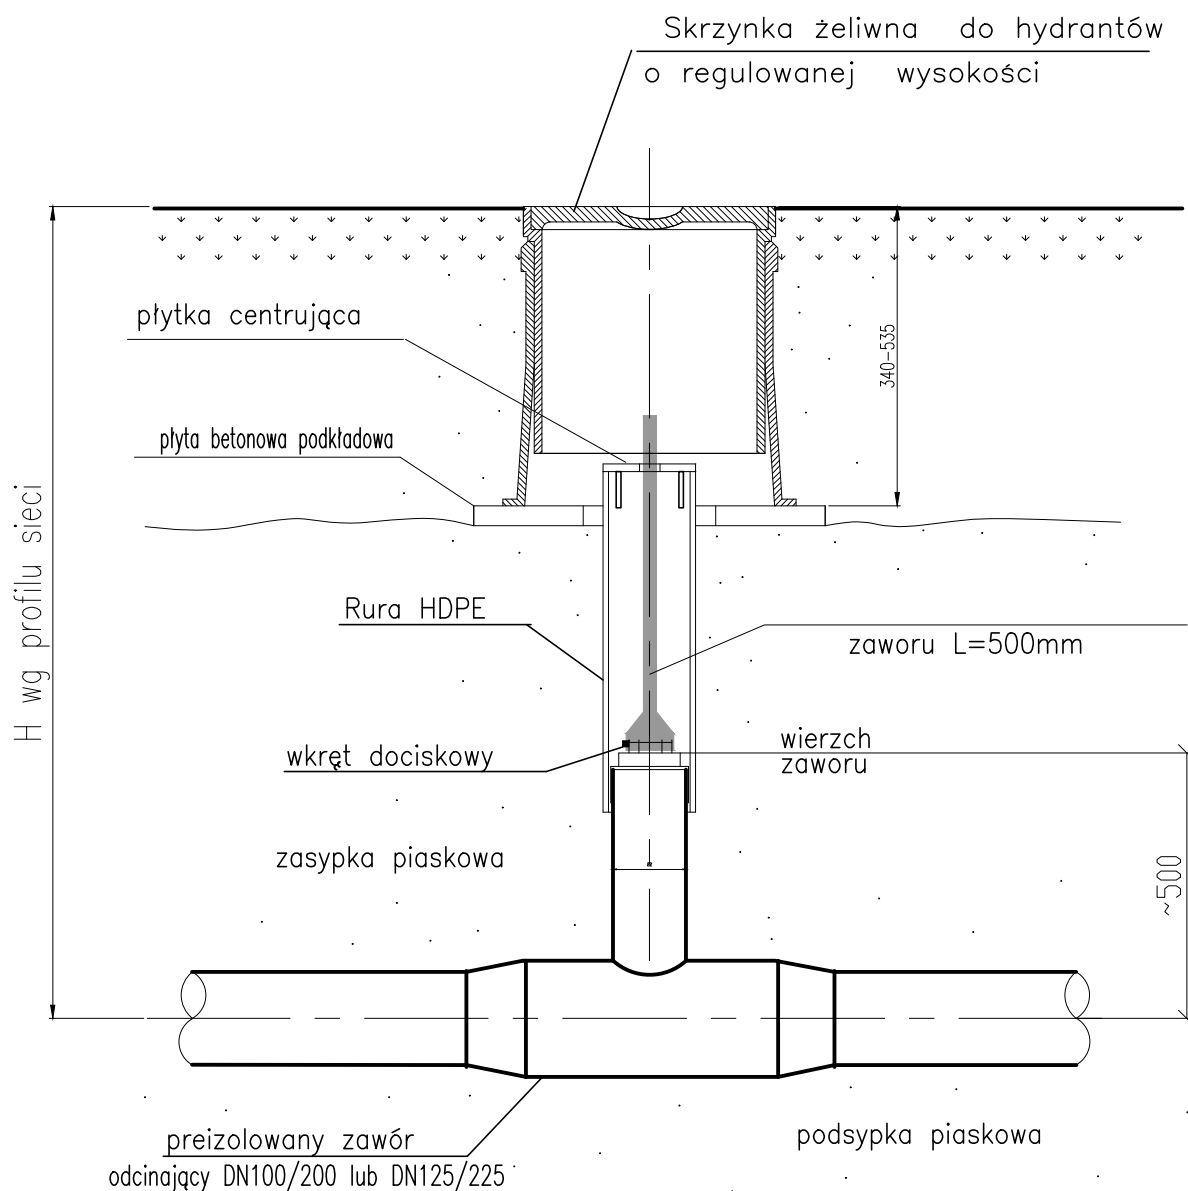 Skrzynka żeliwna do hydrantów
o regulowanej wysokości
płytka centrująca
340-535
płyta betonowa podkładowa
H wg profilu sieci
Rura HDPE
zaworu L=500mm
wkręt dociskowy
wierzch
zaworu
zasypka piaskowa
~500
preizolowany zawór
odcinający DN100/200 lub DN125/225
podsypka piaskowa